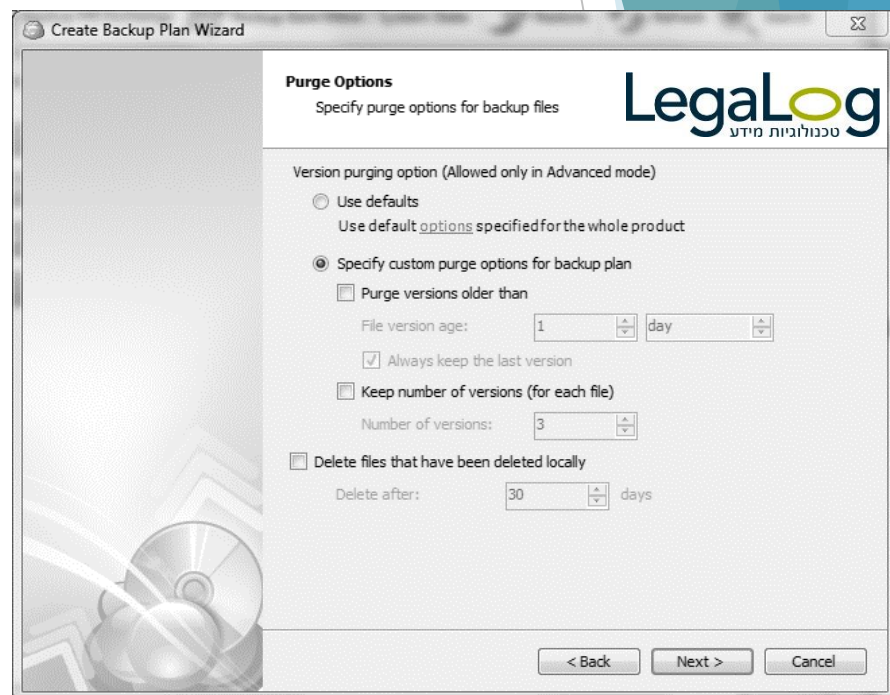 Create Backup Plan Wizard
Purge Options
Specify purge options for backup files
LegaLog
טכנולוגיות מידע
Version purging option (Allowed only in Advanced mode)
Use defaults
Use default options specified for the whole product
Specify custom purge options for backup plan
Purge versions older than
File version age: 1 day
Always keep the last version
Keep number of versions (for each file)
Number of versions: 3
Delete files that have been deleted locally
Delete after: 30 days
< Back Next > Cancel